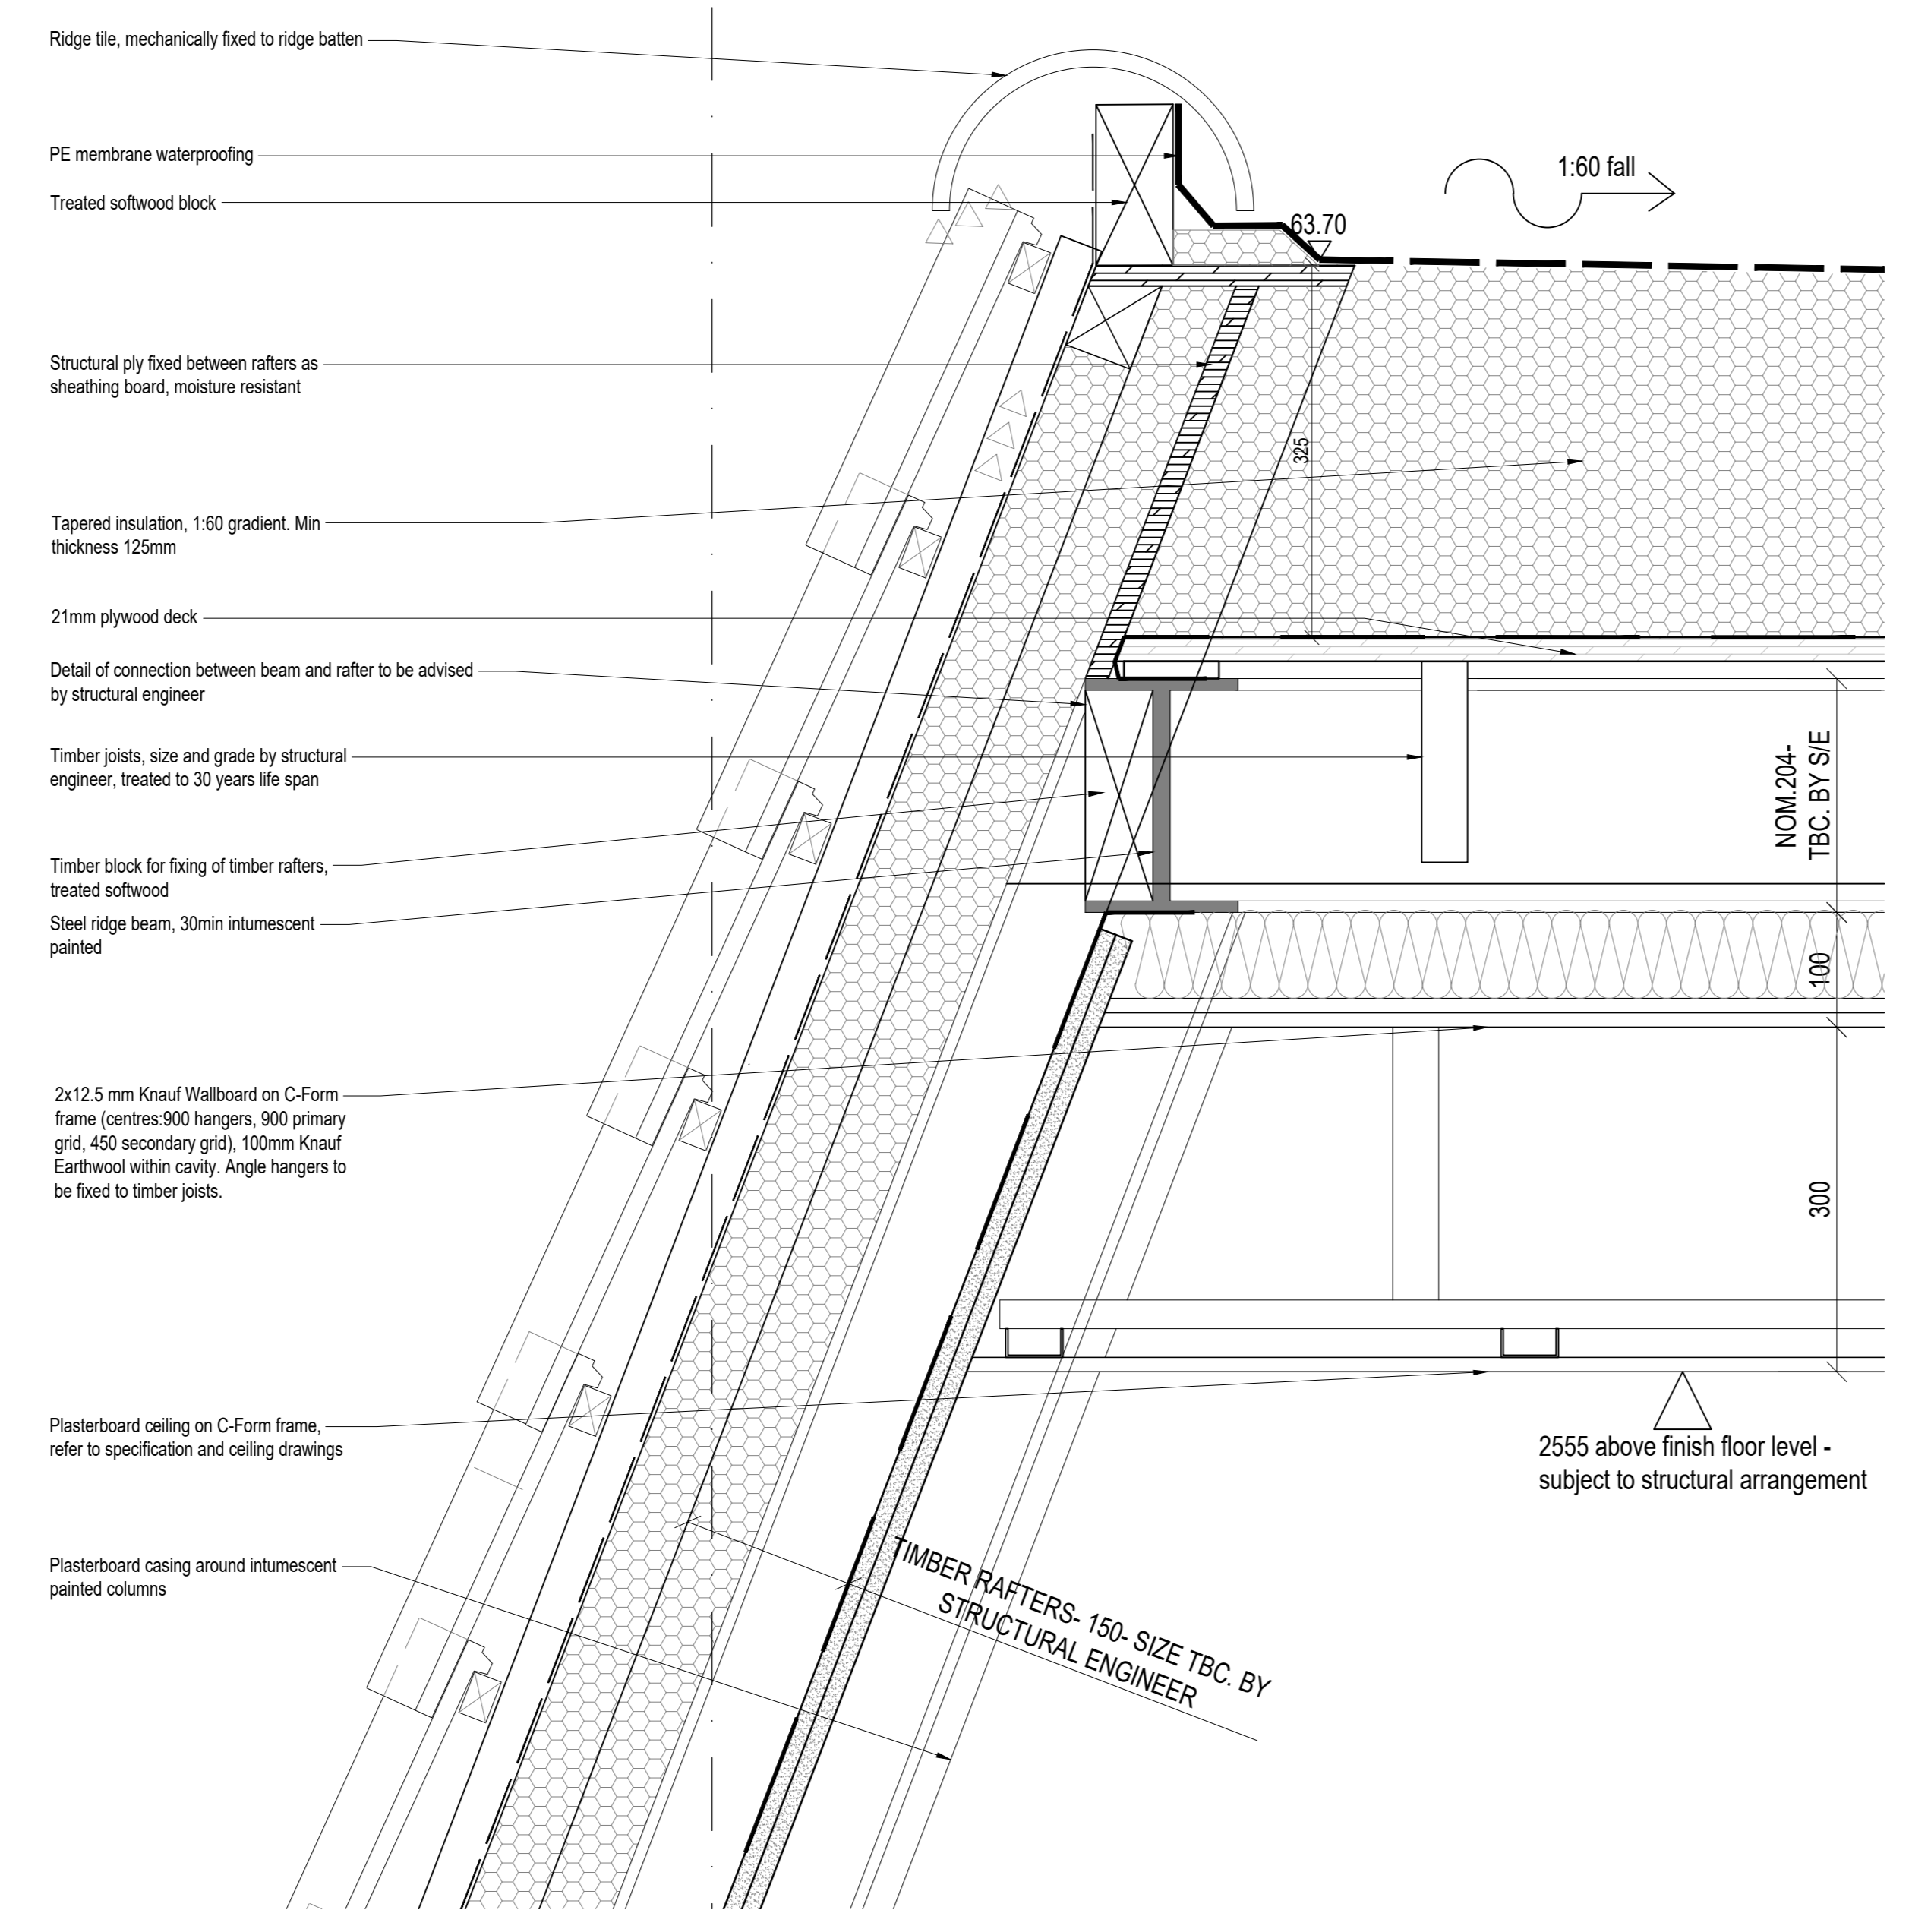 Ridge tile, mechanically fixed to ridge batten
PE membrane waterproofing
Treated softwood block
1:60 fall
63.70
Structural ply fixed between rafters as
sheathing board, moisture resistant
325
Tapered insulation, 1:60 gradient. Min
thickness 125mm
21mm plywood deck
Detail of connection between beam and rafter to be advised
by structural engineer
Timber joists, size and grade by structural
engineer, treated to 30 years life span
NOM.204-
TBC. BY S/E
Timber block for fixing of timber rafters,
treated softwood
Steel ridge beam, 30min intumescent
painted
100
2x12.5 mm Knauf Wallboard on C-Form
frame (centres:900 hangers, 900 primary
grid, 450 secondary grid), 100mm Knauf
Earthwool within cavity. Angle hangers to
be fixed to timber joists.
300
Plasterboard ceiling on C-Form frame,
refer to specification and ceiling drawings
2555 above finish floor level -
subject to structural arrangement
Plasterboard casing around intumescent
painted columns
TIMBER RAFTERS- 150- SIZE TBC. BY
STRUCTURAL ENGINEER